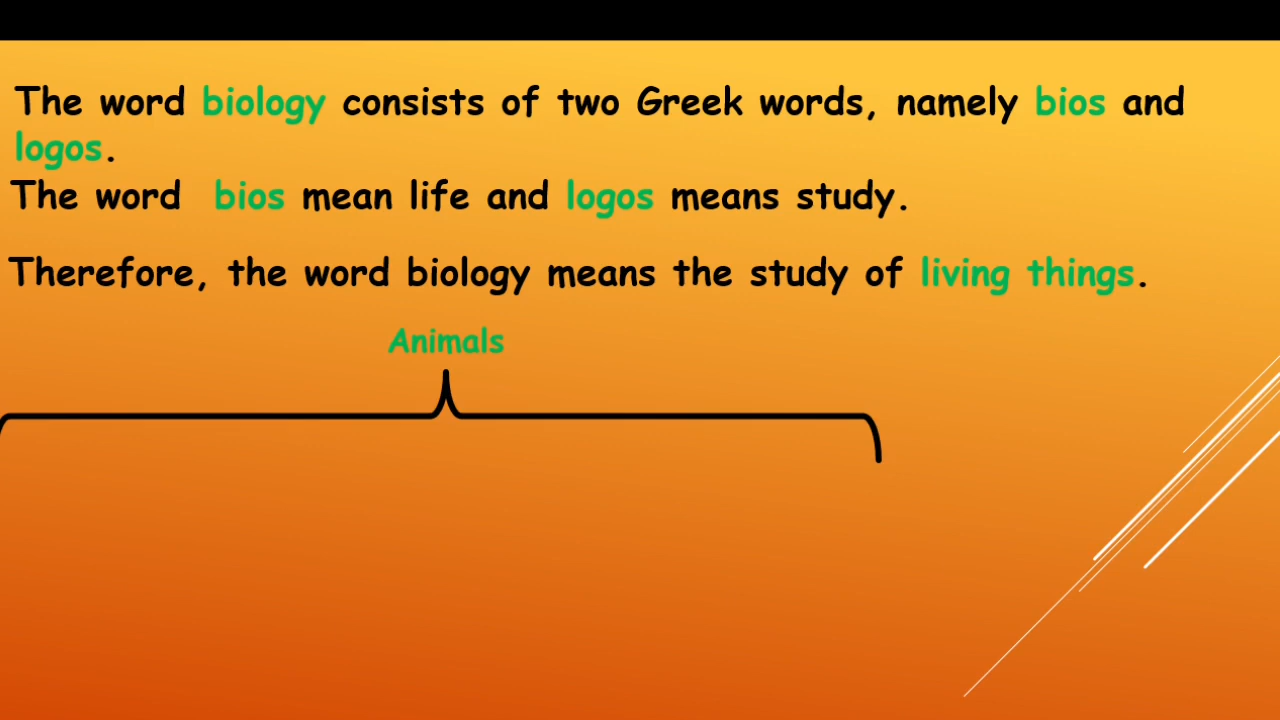 The word biology consists of two Greek words, namely bios and
logos.
The word bios mean life and logos means study.
Therefore, the word biology means the study of living things.
Animals